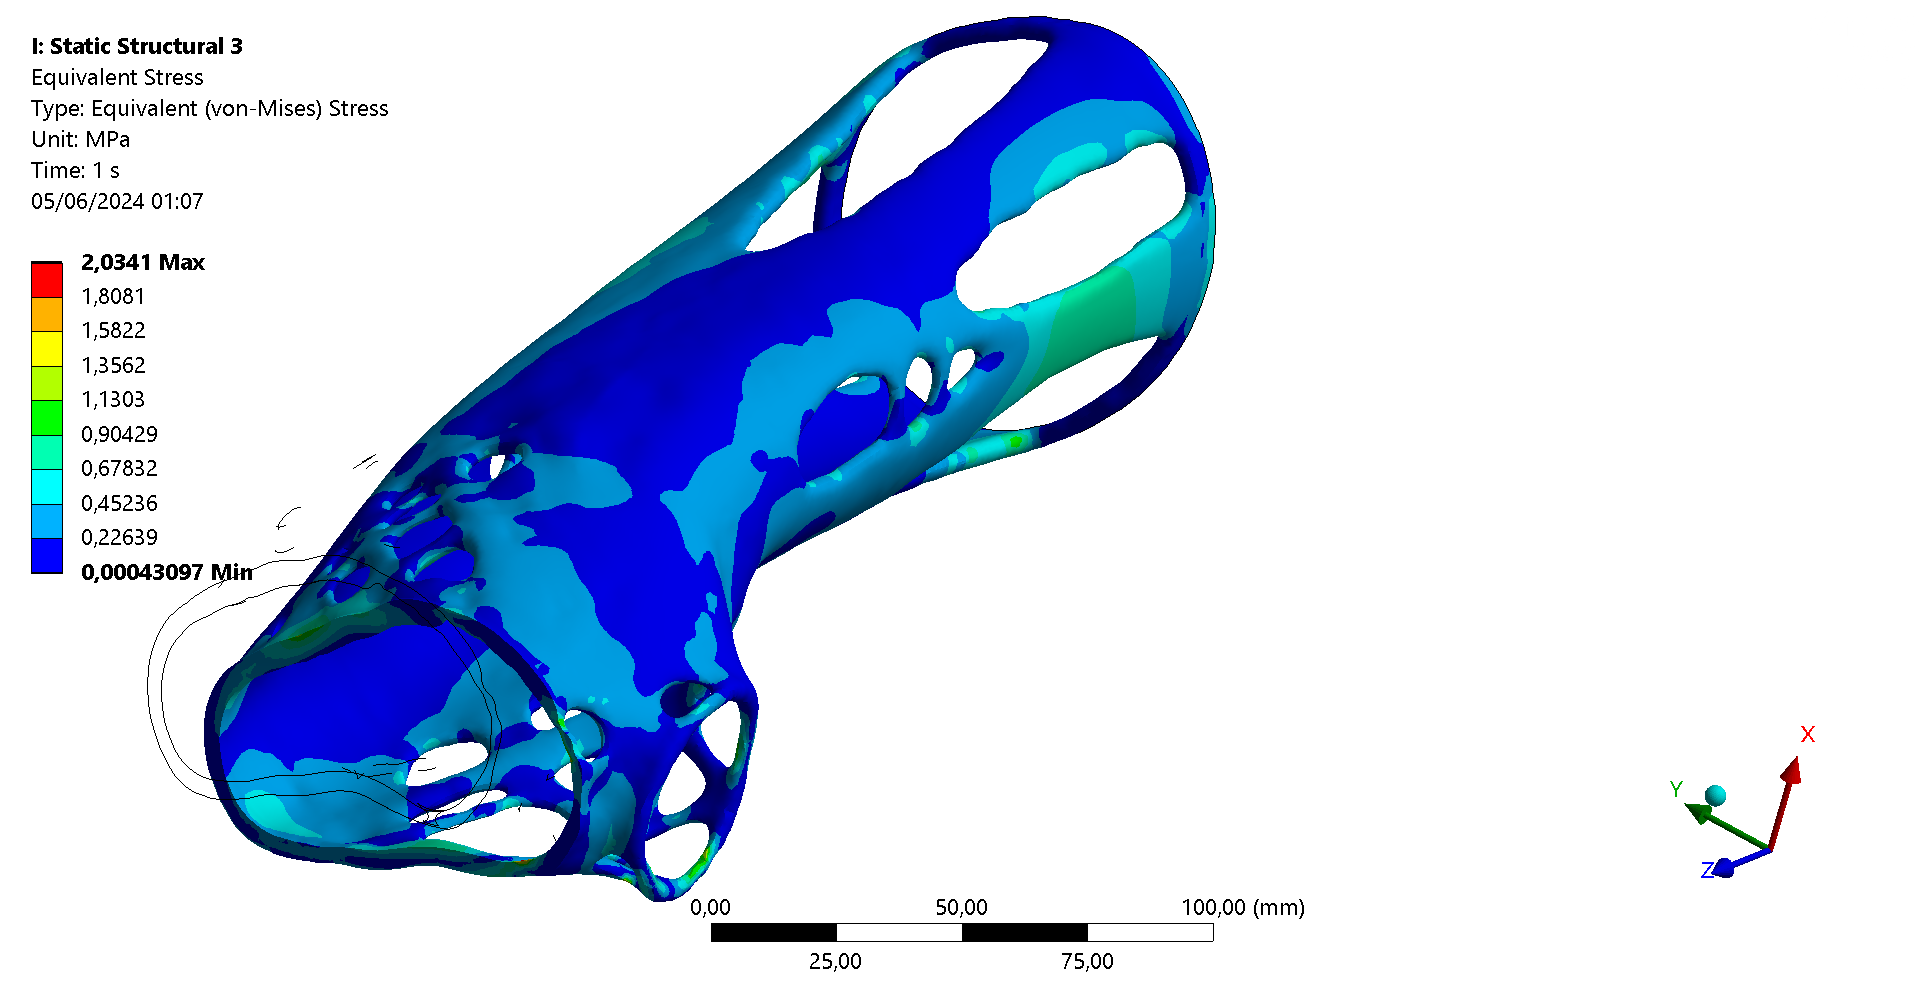 I: Static Structural 3
Equivalent Stress
Type: Equivalent (von-Mises) Stress
Unit: MPa
Time: 1 s
05/06/2024 01:07
2,0341 Max
1,8081
1,5822
1,3562
1,1303
0,90429
0,67832
0,45236
0,22639
0,00043097 Min
X
Y
Z
0,00 50,00 100,00 (mm)
25,00 75,00